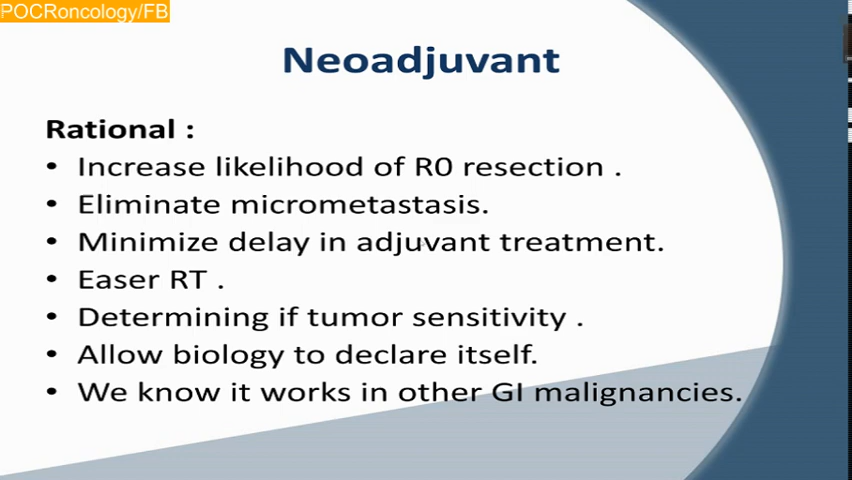 POCRoncology/FB
Neoadjuvant
Rational :
• Increase likelihood of R0 resection .
• Eliminate micrometastasis.
• Minimize delay in adjuvant treatment.
• Easer RT .
• Determining if tumor sensitivity .
• Allow biology to declare itself.
• We know it works in other GI malignancies.